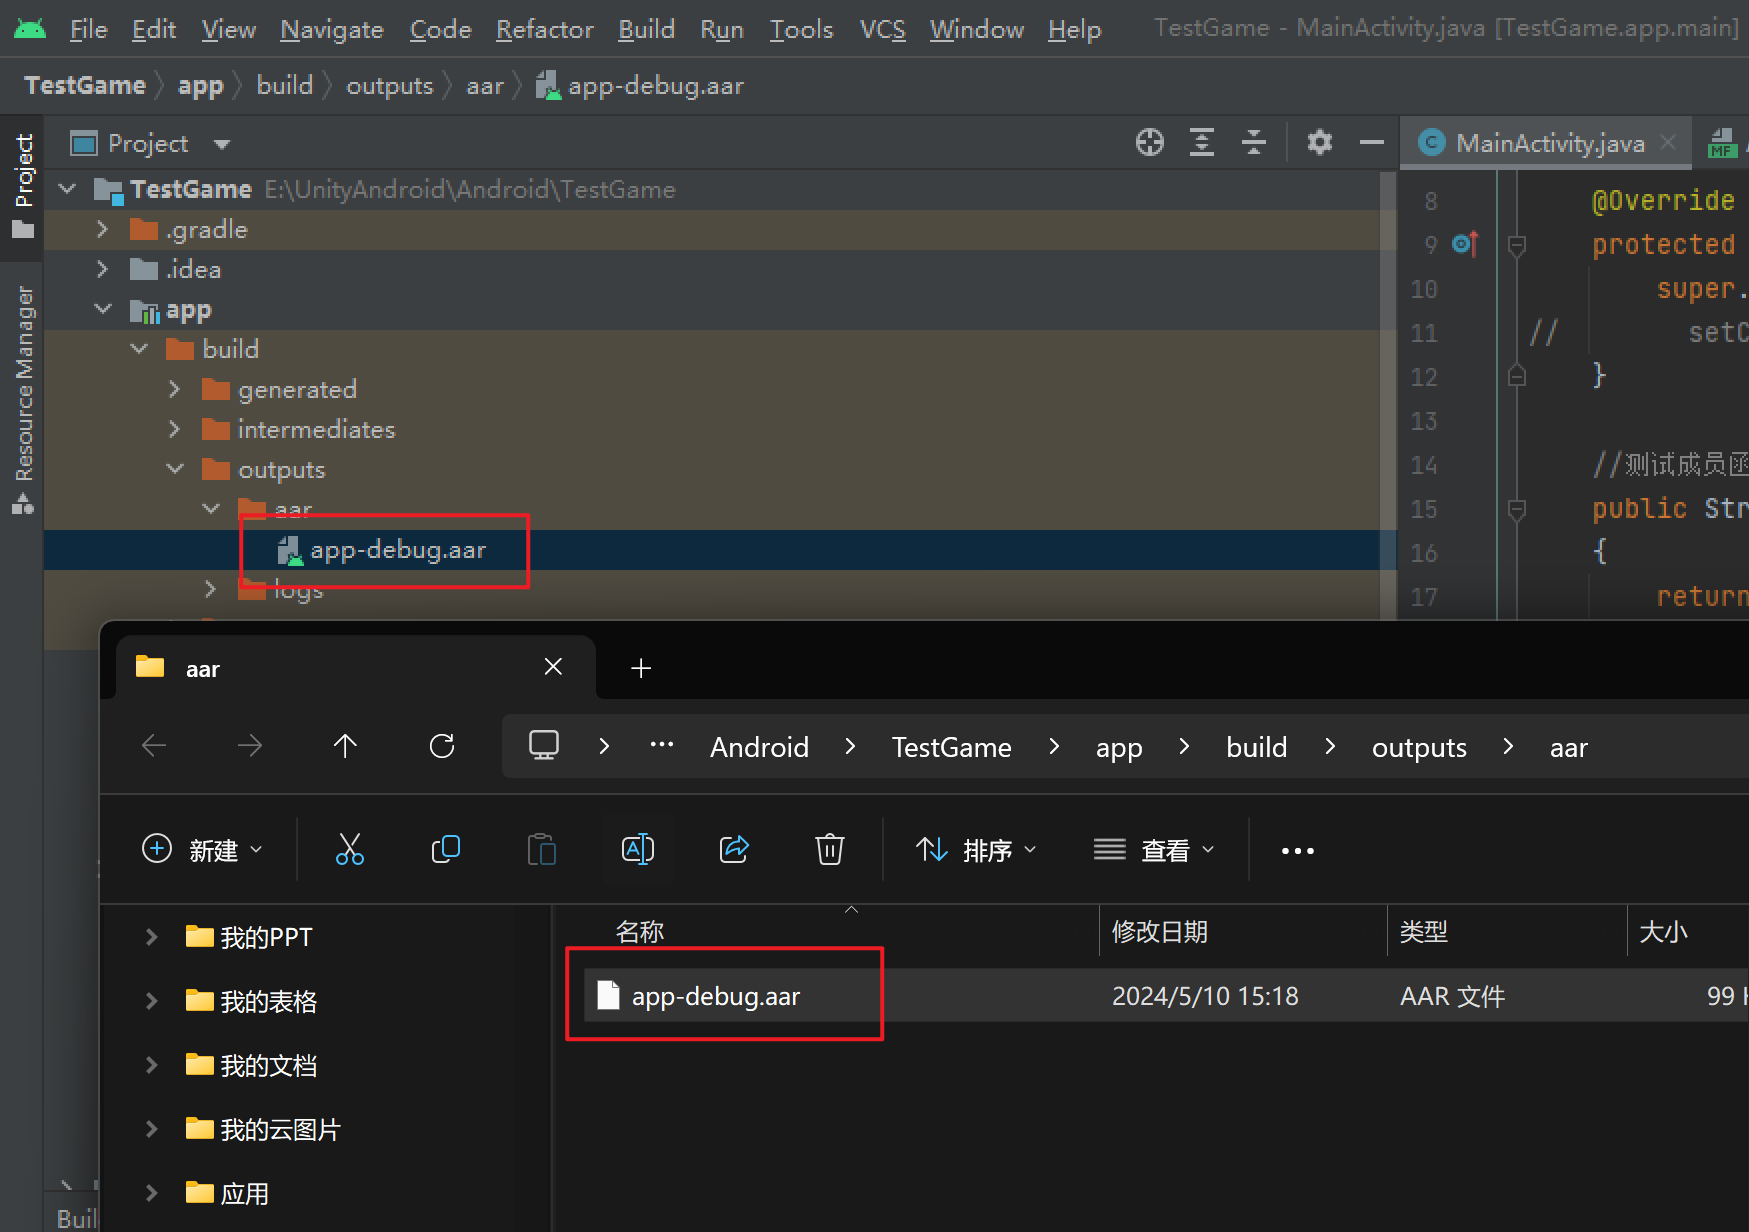 File Edit View Navigate Code Refactor Build Run Tools VCS Window Help TestGame - MainActivity.java [TestGame.app.main]
TestGame app build outputs aar app-debug.aar
Project
Resource Manager
Project
TestGame E:\UnityAndroid\Android\TestGame
.gradle
.idea
app
build
generated
intermediates
outputs
aar
app-debug.aar
logs
MainActivity.java
MF
8 @Override
9 protected
10 super.
11 // setC
12 }
13
14 //测试成员函
15 public Str
16 {
17 return
aar
Android TestGame app build outputs aar
新建 排序 查看
我的PPT
我的表格
我的文档
我的云图片
应用
名称 修改日期 类型 大小
app-debug.aar 2024/5/10 15:18 AAR 文件 99
Buil